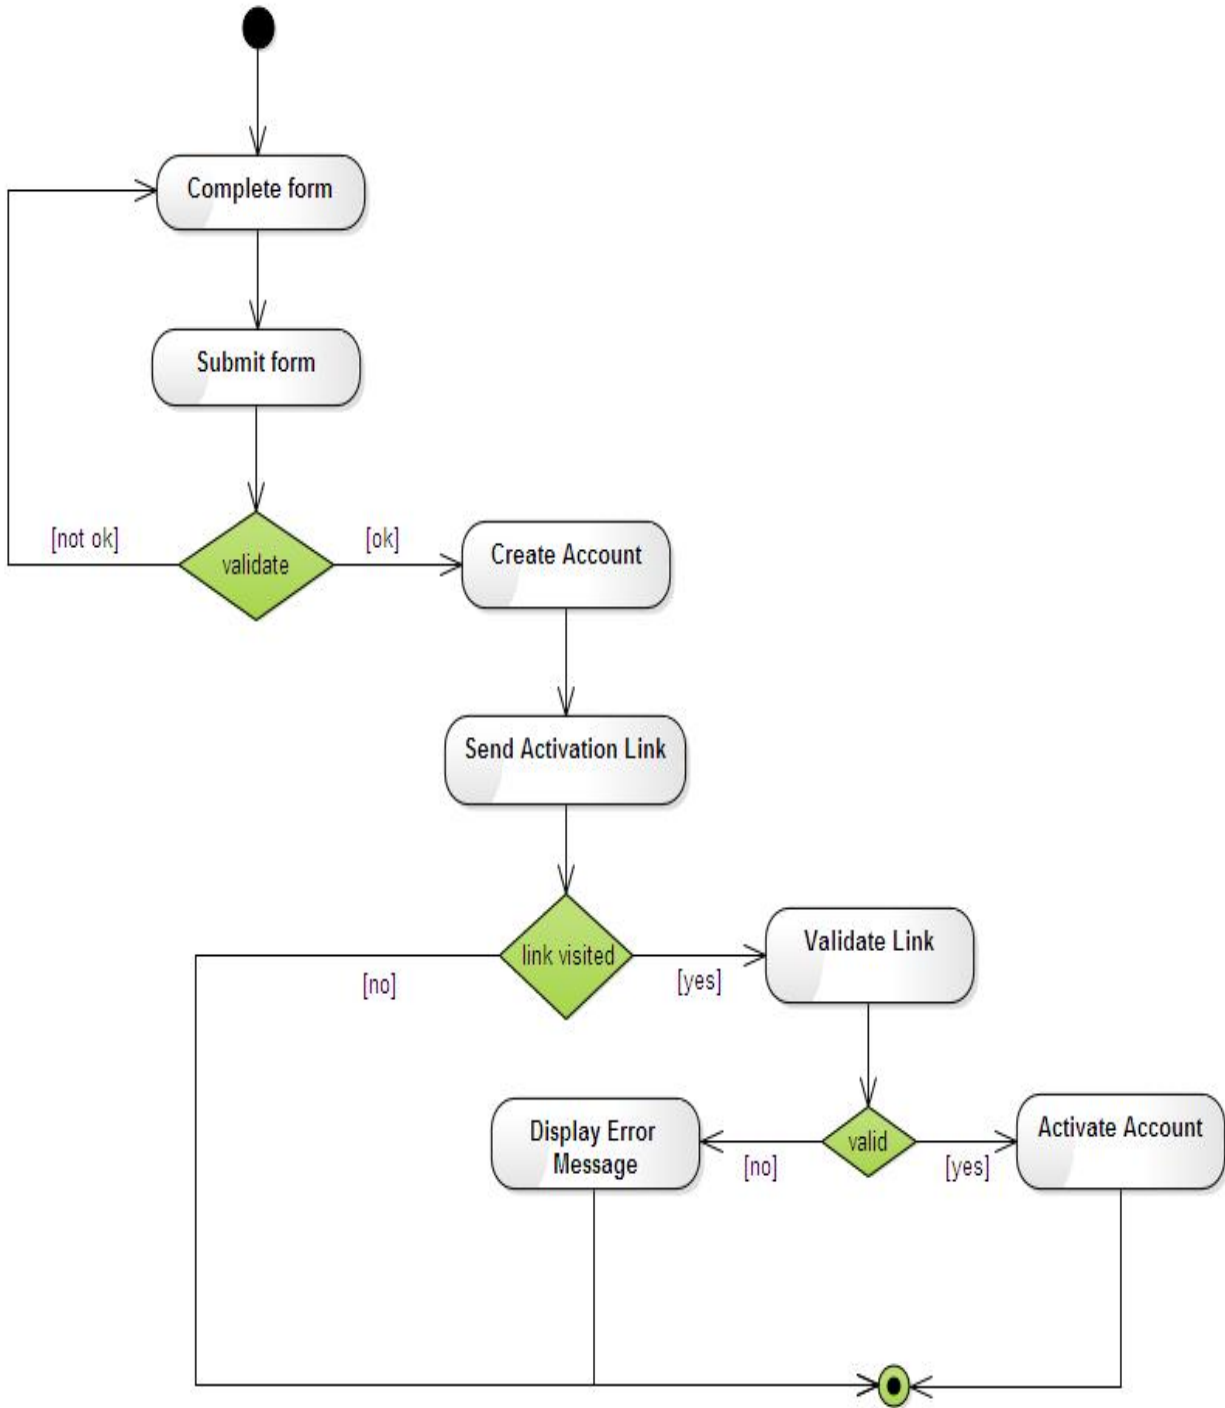 Complete form
Submit form
[not ok]
validate
[ok]
Create Account
Send Activation Link
link visited
[no]
[yes]
Validate Link
Display Error
Message
[no]
valid
[yes]
Activate Account